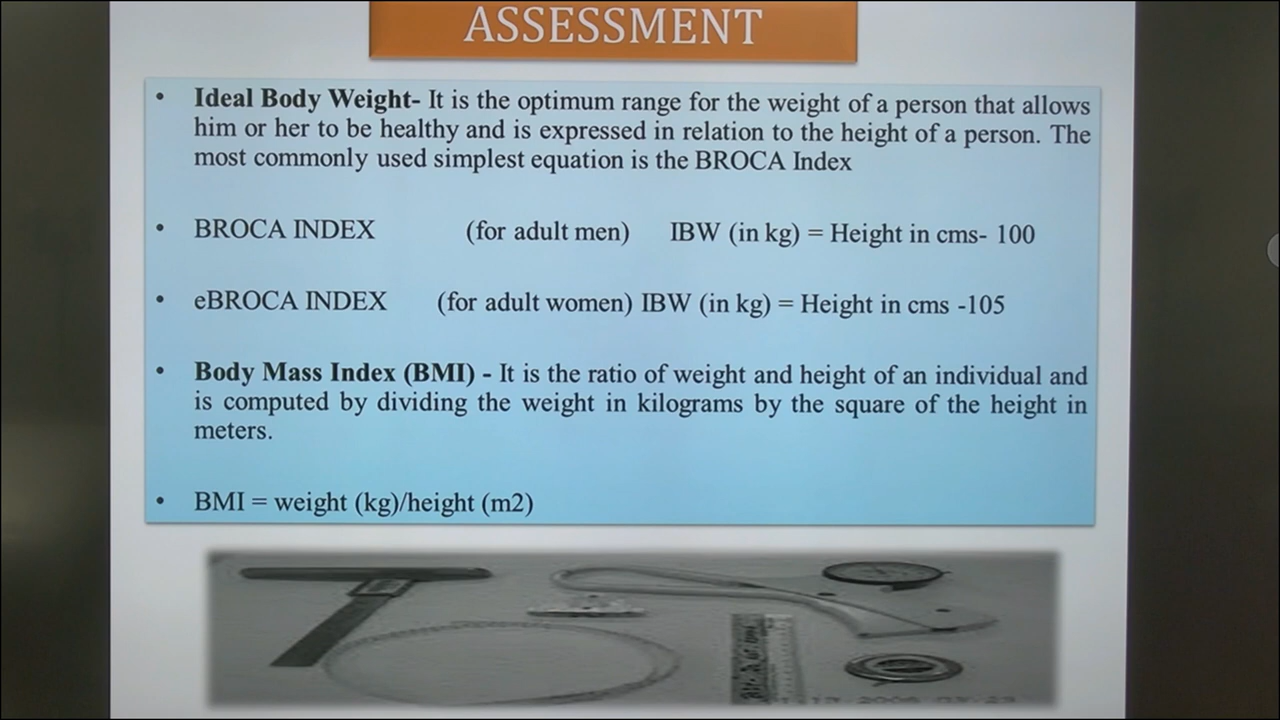 ASSESSMENT
• Ideal Body Weight- It is the optimum range for the weight of a person that allows
him or her to be healthy and is expressed in relation to the height of a person. The
most commonly used simplest equation is the BROCA Index
• BROCA INDEX (for adult men) IBW (in kg) = Height in cms- 100
• eBROCA INDEX (for adult women) IBW (in kg) = Height in cms -105
• Body Mass Index (BMI) - It is the ratio of weight and height of an individual and
is computed by dividing the weight in kilograms by the square of the height in
meters.
• BMI = weight (kg)/height (m2)